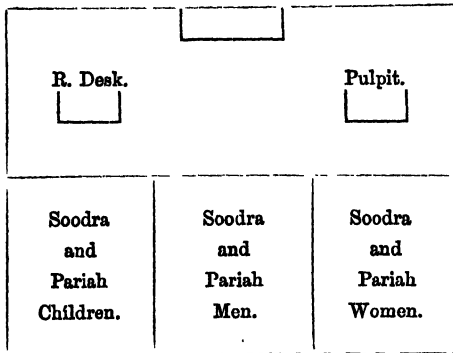 R. Desk.
Pulpit.
Soodra
and
Pariah
Children.
Soodra
and
Pariah
Men.
Soodra
and
Pariah
Women.